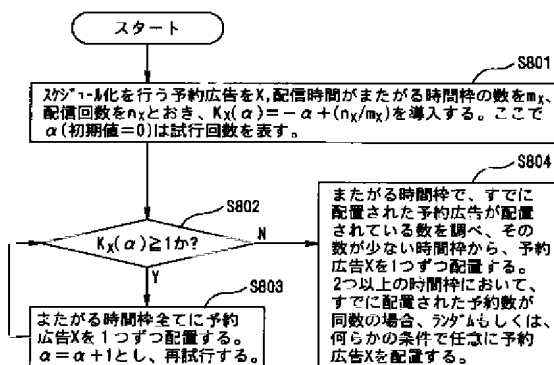 スタート
S801
スケジュール化を行う予約広告をX,配信時間がまたがる時間枠の数をmX、
配信回数をnXとおき、KX(α)=−α+(nX/mX)を導入する。ここで
α(初期値=0)は試行回数を表す。
S802
KX(α)≧1か?
N
Y
S803
またがる時間枠全てに予約
広告Xを1つずつ配置する。
α=α+1とし、再試行する。
S804
またがる時間枠で、すでに
配置された予約広告が配置
されている数を調べ、その
数が少ない時間枠から、予約
広告Xを1つずつ配置する。
2つ以上の時間枠において、
すでに配置された予約数が
同数の場合、ランダムもしくは、
何らかの条件で任意に予約
広告Xを配置する。